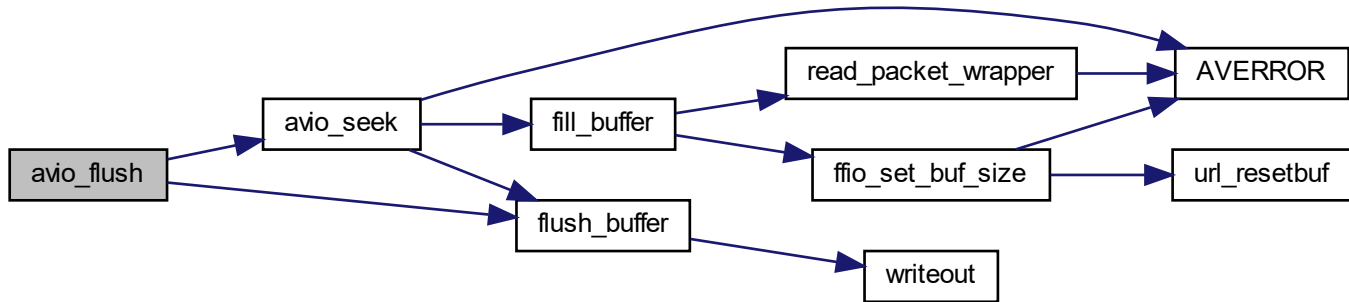 avio_flush
avio_seek
fill_buffer
flush_buffer
read_packet_wrapper
ffio_set_buf_size
writeout
AVERROR
url_resetbuf